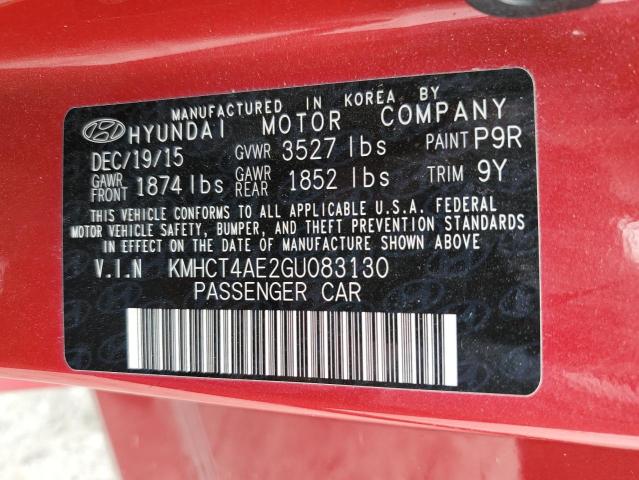 MANUFACTURED IN KOREA BY
HYUNDAI MOTOR COMPANY
DEC/19/15 GVWR 3527 lbs PAINT P9R
GAWR FRONT 1874 lbs GAWR REAR 1852 lbs TRIM 9Y
THIS VEHICLE CONFORMS TO ALL APPLICABLE U.S.A. FEDERAL
MOTOR VEHICLE SAFETY, BUMPER, AND THEFT PREVENTION STANDARDS
IN EFFECT ON THE DATE OF MANUFACTURE SHOWN ABOVE.
V.I.N KMHCT4AE2GU083130
PASSENGER CAR